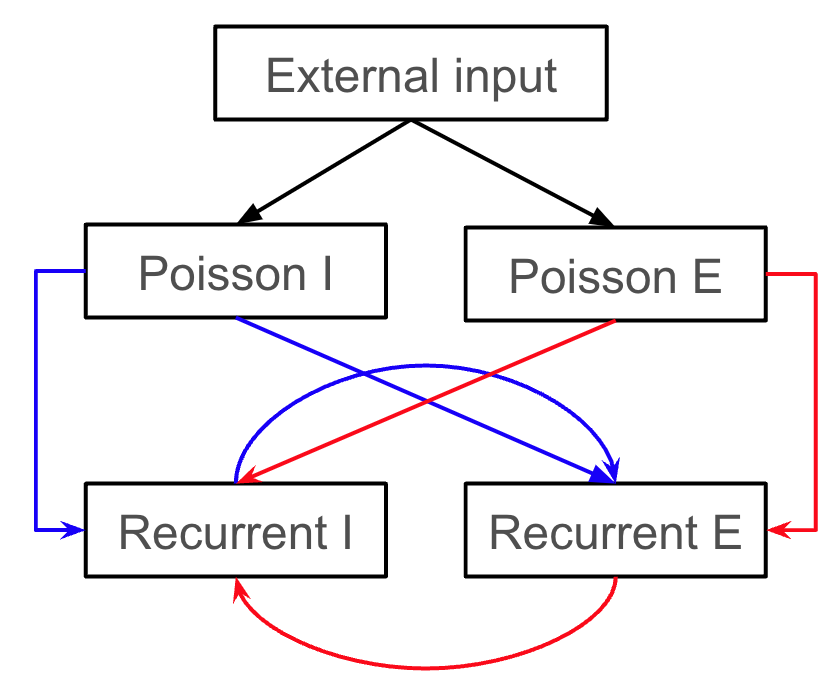 External input
Poisson I
Poisson E
Recurrent I
Recurrent E